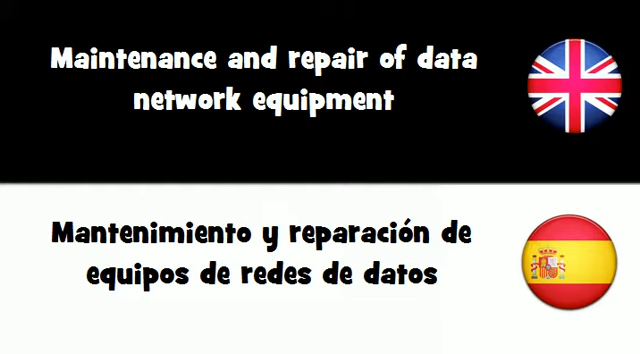 Maintenance and repair of data
network equipment
Mantenimiento y reparación de
equipos de redes de datos